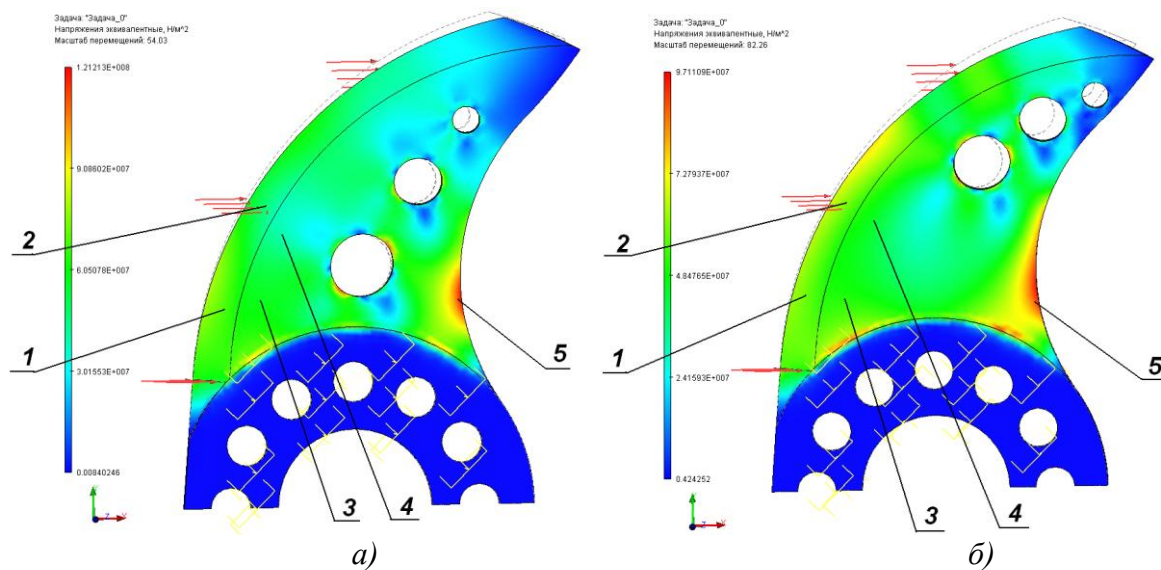 Задача: "Задача_0"
Напряжения эквивалентные, Н/м^2
Масштаб перемещений: 54.03
1.21213E+008
9.08602E+007
6.05078E+007
3.01553E+007
0.00840246
1
2
3
4
5
а)
Задача: "Задача_0"
Напряжения эквивалентные, Н/м^2
Масштаб перемещений: 82.26
9.71109E+007
7.27937E+007
4.84765E+007
2.41593E+007
0.424252
1
2
3
4
5
б)